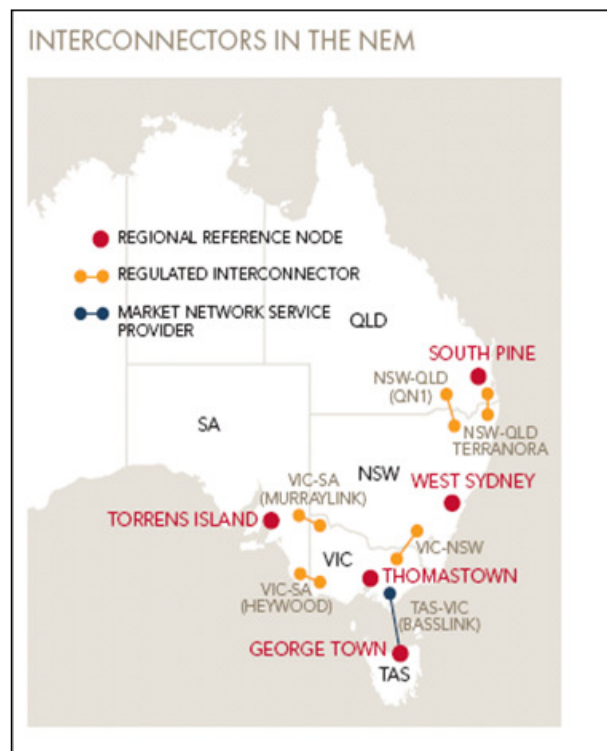 INTERCONNECTORS IN THE NEM
REGIONAL REFERENCE NODE
REGULATED INTERCONNECTOR
MARKET NETWORK SERVICE
PROVIDER
QLD
SOUTH PINE
NSW-QLD
(QN1)
NSW-QLD
TERRANORA
SA
NSW
VIC-SA
(MURRAYLINK)
WEST SYDNEY
TORRENS ISLAND
VIC-NSW
VIC
THOMASTOWN
VIC-SA
(HEYWOOD)
TAS-VIC
(BASSLINK)
GEORGE TOWN
TAS